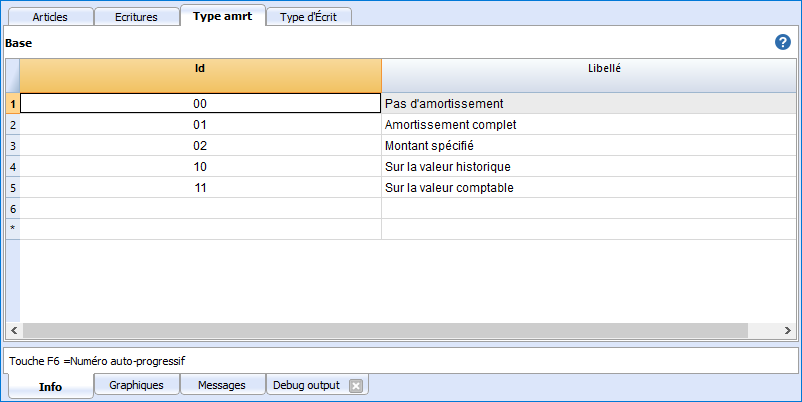 Articles Ecritures Type amrt Type d'Écrit
Base ?
Id Libellé
1 00 Pas d'amortissement
2 01 Amortissement complet
3 02 Montant spécifié
4 10 Sur la valeur historique
5 11 Sur la valeur comptable
6
*
Touche F6 =Numéro auto-progressif
Info Graphiques Messages Debug output